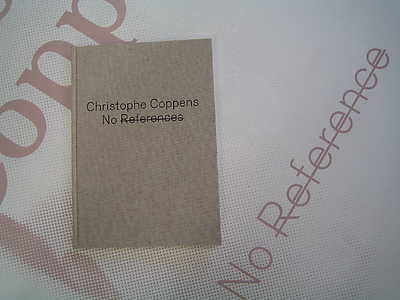 Christophe Coppens
No References
No Reference